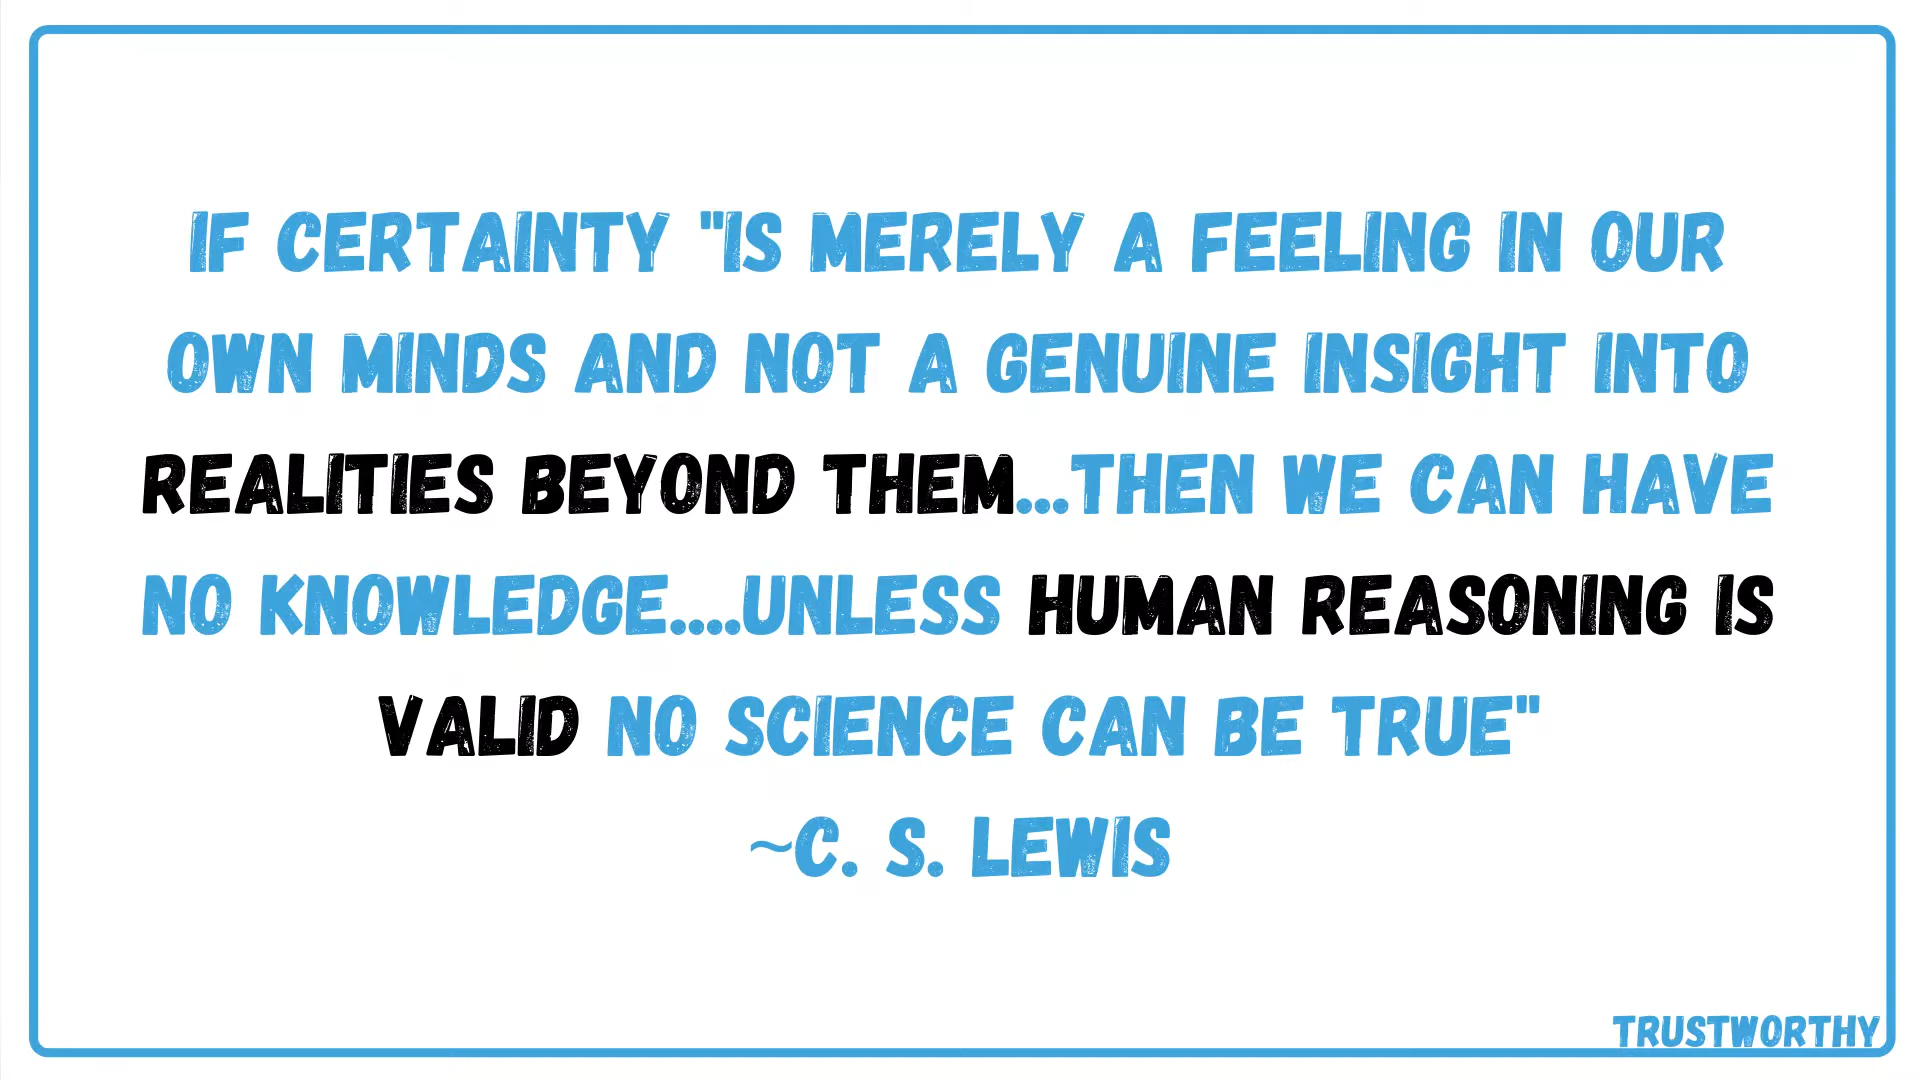 IF CERTAINTY "IS MERELY A FEELING IN OUR
OWN MINDS AND NOT A GENUINE INSIGHT INTO
REALITIES BEYOND THEM...THEN WE CAN HAVE
NO KNOWLEDGE....UNLESS HUMAN REASONING IS
VALID NO SCIENCE CAN BE TRUE"
~C. S. LEWIS
TRUSTWORTHY